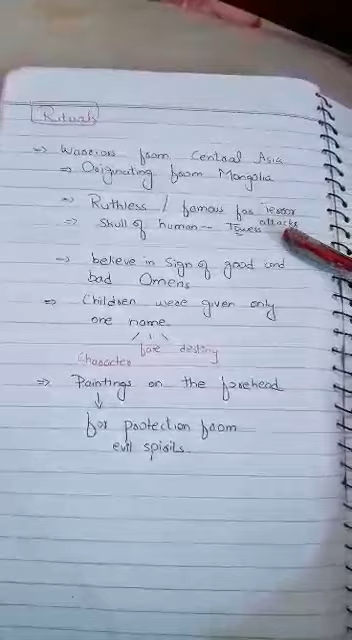 Rituals
=> Warriors from Central Asia
=> Originating from Mongolia
=> Ruthless / famous for terror attacks
=> Skull of human - Towers
=> believe in Sign of good and
bad Omens
=> Children were given only
one name
Character fate destiny
=> Paintings on the forehead
↓
for protection from
evil spirits.